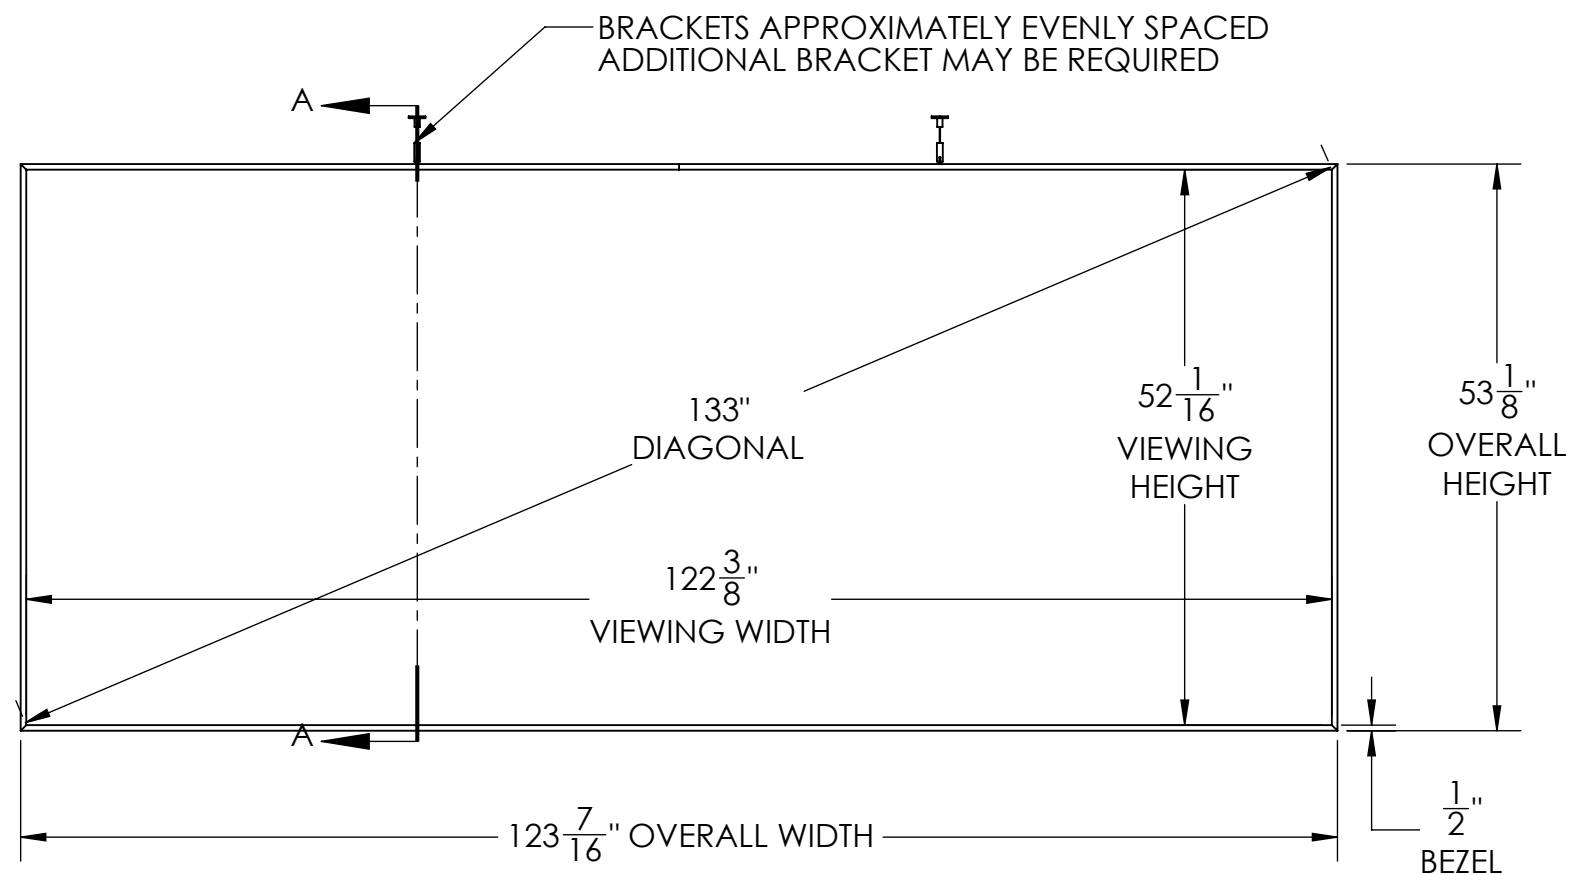 BRACKETS APPROXIMATELY EVENLY SPACED
ADDITIONAL BRACKET MAY BE REQUIRED
A
133"
DIAGONAL
52 1/16"
VIEWING
HEIGHT
53 1/8"
OVERALL
HEIGHT
122 3/8"
VIEWING WIDTH
A
123 7/16" OVERALL WIDTH
1/2"
BEZEL